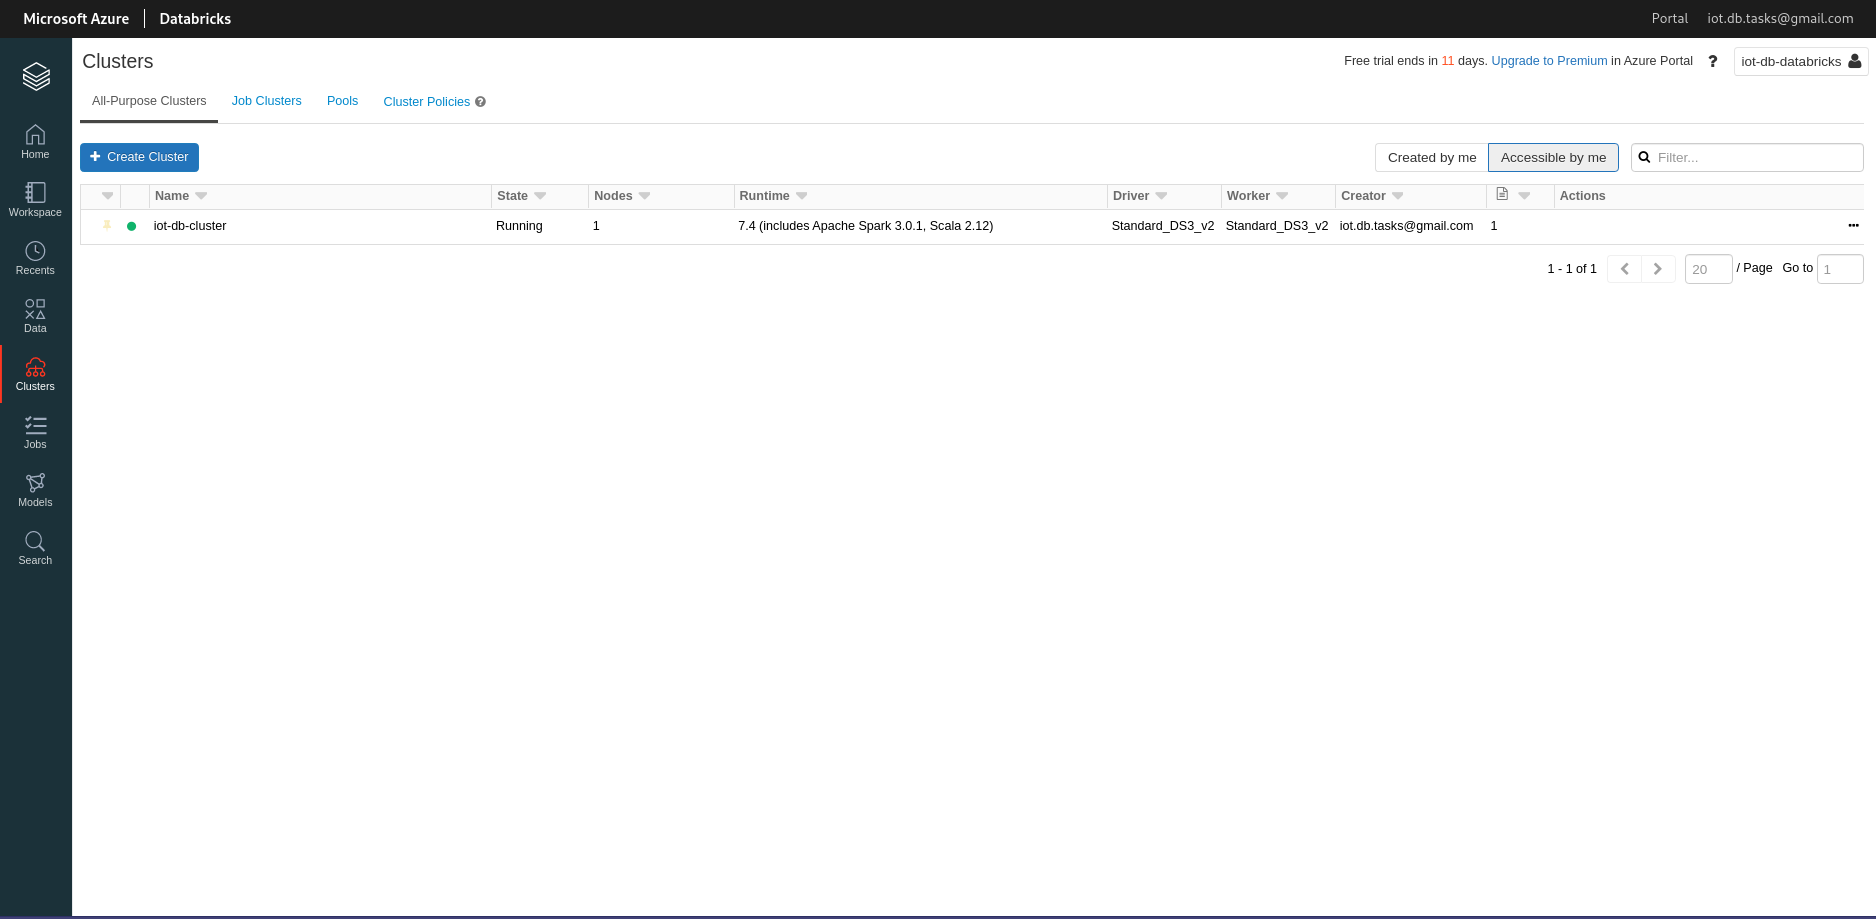 Microsoft Azure | Databricks
Portal iot.db.tasks@gmail.com
Clusters
Free trial ends in 11 days. Upgrade to Premium in Azure Portal ? iot-db-databricks
All-Purpose Clusters Job Clusters Pools Cluster Policies ?
+ Create Cluster
Created by me Accessible by me Filter...
Name State Nodes Runtime Driver Worker Creator Actions
iot-db-cluster Running 1 7.4 (includes Apache Spark 3.0.1, Scala 2.12) Standard_DS3_v2 Standard_DS3_v2 iot.db.tasks@gmail.com 1 ...
1 - 1 of 1 20 / Page Go to 1
Home
Workspace
Recents
Data
Clusters
Jobs
Models
Search